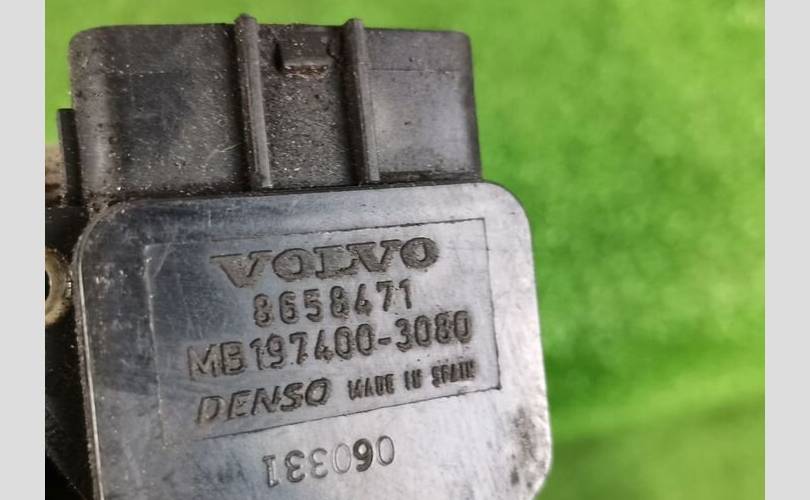 VOLVO
8658471
MB197400-3080
DENSO MADE IN SPAIN
060331